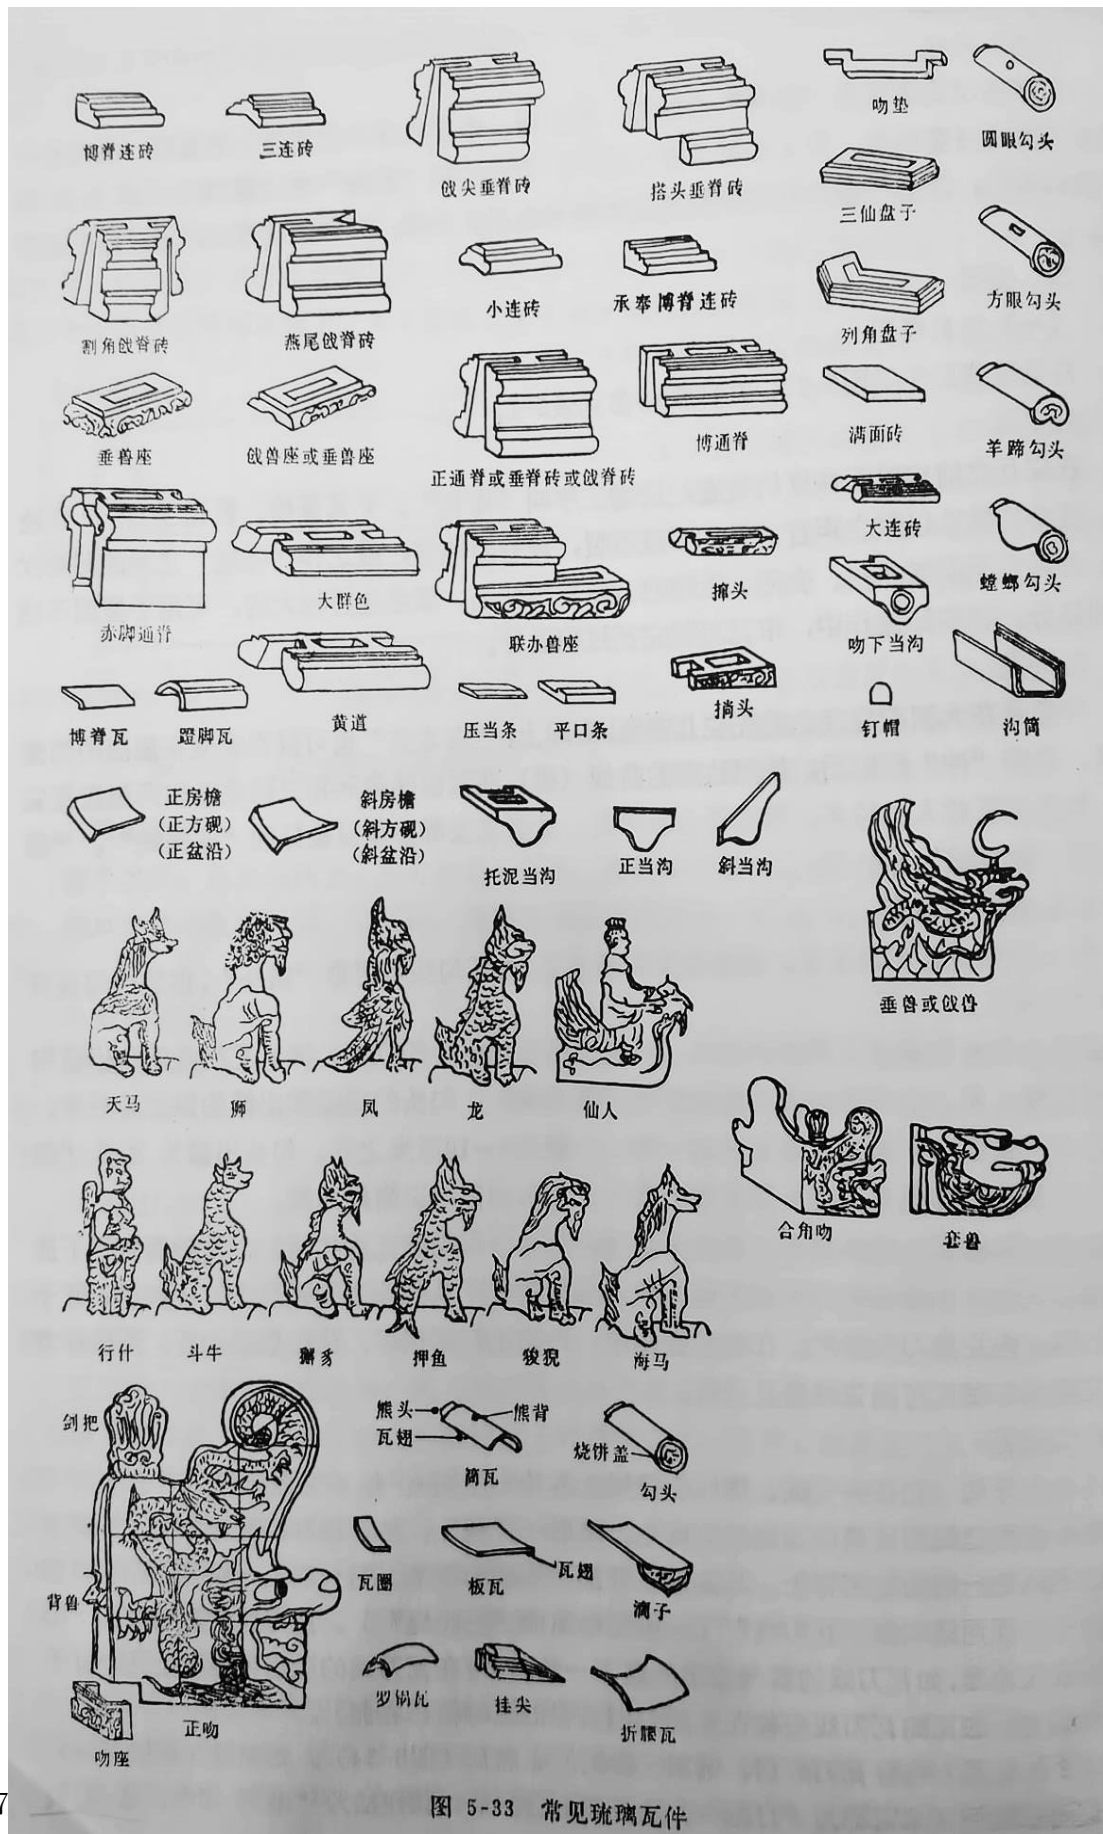 吻垫
圆眼勾头
博脊连砖
三连砖
戗尖垂脊砖
搭头垂脊砖
三仙盘子
小连砖
承奉博脊连砖
方眼勾头
割角戗脊砖
燕尾戗脊砖
列角盘子
垂兽座
戗兽座或垂兽座
正通脊或垂脊砖或戗脊砖
博通脊
满面砖
羊蹄勾头
大连砖
赤脚通脊
大群色
联办兽座
撺头
螳螂勾头
吻下当沟
博脊瓦
蹬脚瓦
黄道
压当条
平口条
捎头
钉帽
沟筒
正房檐
(正方砚)
(正盆沿)
斜房檐
(斜方砚)
(斜盆沿)
托泥当沟
正当沟
斜当沟
垂兽或戗兽
天马
狮
凤
龙
仙人
合角吻
套兽
行什
斗牛
獬豸
押鱼
狻猊
海马
剑把
熊头
熊背
瓦翅
筒瓦
烧饼盖
勾头
瓦圈
板瓦
瓦翅
滴子
背兽
罗锅瓦
挂尖
折腰瓦
正吻
吻座
7
图 5-33 常见琉璃瓦件